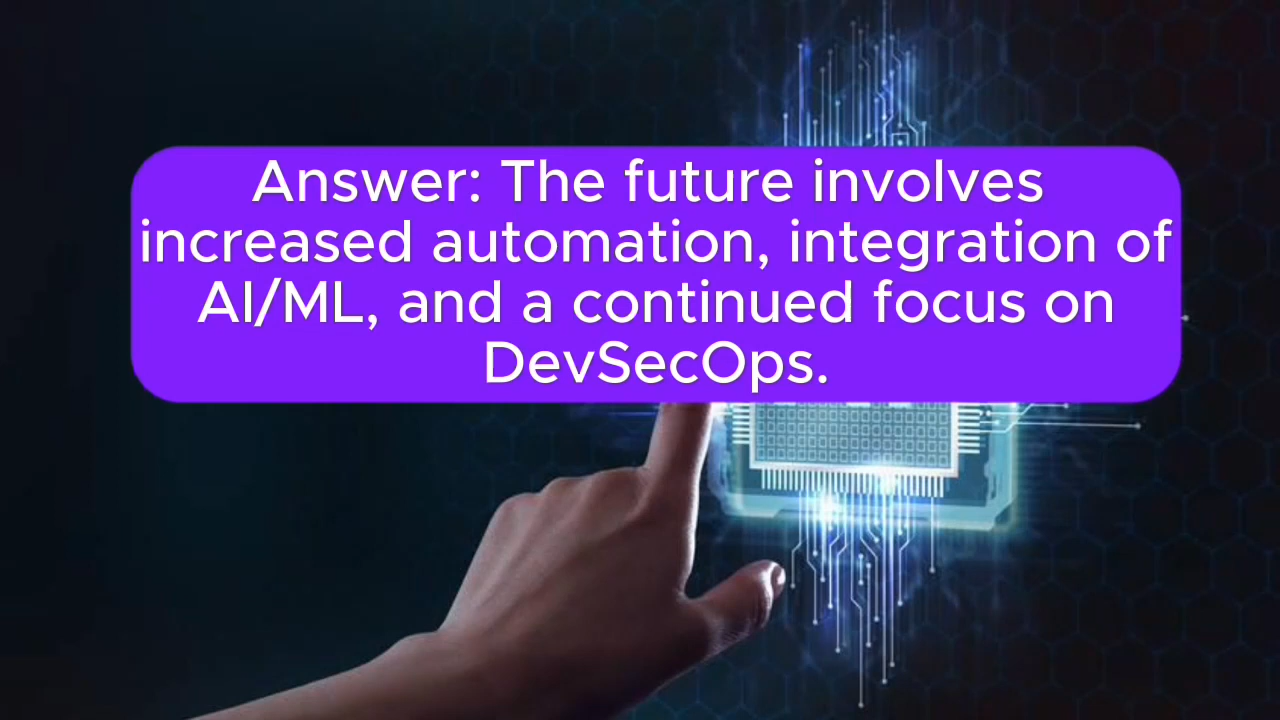 Answer: The future involves
increased automation, integration of
AI/ML, and a continued focus on
DevSecOps.